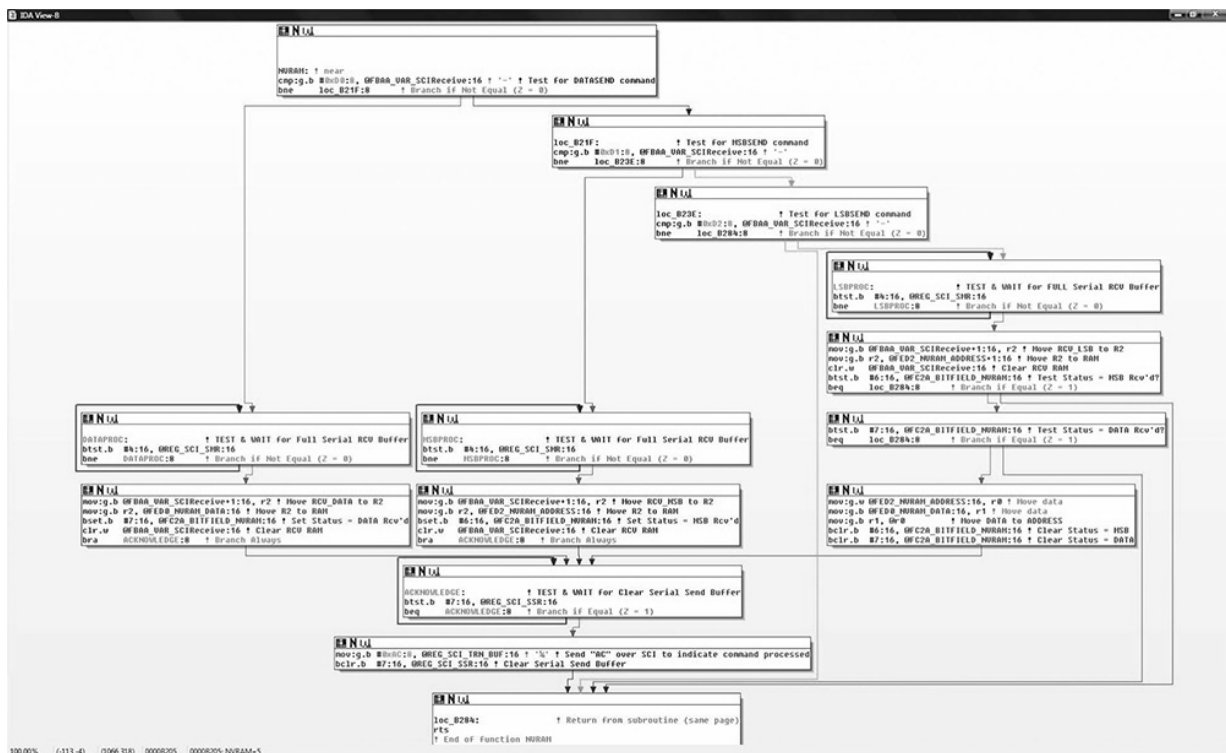 IDA View-B
NVRAM: ! near
cmp:g.b #0xD0:8, @FBAA_VAR_SCIReceive:16 ! '-' ! Test for DATASEND command
bne loc_B21F:8 ! Branch if Not Equal (Z = 0)
loc_B21F: ! Test for MSBSEND command
cmp:g.b #0xD1:8, @FBAA_VAR_SCIReceive:16 ! '-'
bne loc_B23E:8 ! Branch if Not Equal (Z = 0)
loc_B23E: ! Test for LSBSEND command
cmp:g.b #0xD2:8, @FBAA_VAR_SCIReceive:16 ! '-'
bne loc_B284:8 ! Branch if Not Equal (Z = 0)
LSBPROC: ! TEST & WAIT for FULL Serial RCV Buffer
btst.b #4:16, @REG_SCI_SMR:16
bne LSBPROC:8 ! Branch if Not Equal (Z = 0)
mov:g.b @FBAA_VAR_SCIReceive+1:16, r2 ! Move RCV_LSB to R2
mov:g.b r2, @FED2_NVRAM_ADDRESS+1:16 ! Move R2 to RAM
clr.w @FBAA_VAR_SCIReceive:16 ! Clear RCV RAM
btst.b #6:16, @FC2A_BITFIELD_NVRAM:16 ! Test Status = MSB Rcv'd?
beq loc_B284:8 ! Branch if Equal (Z = 1)
DATAPROC: ! TEST & WAIT for Full Serial RCV Buffer
btst.b #4:16, @REG_SCI_SMR:16
bne DATAPROC:8 ! Branch if Not Equal (Z = 0)
MSBPROC: ! TEST & WAIT for Full Serial RCV Buffer
btst.b #4:16, @REG_SCI_SMR:16
bne MSBPROC:8 ! Branch if Not Equal (Z = 0)
btst.b #7:16, @FC2A_BITFIELD_NVRAM:16 ! Test Status = DATA Rcv'd?
beq loc_B284:8 ! Branch if Equal (Z = 1)
mov:g.b @FBAA_VAR_SCIReceive+1:16, r2 ! Move RCV_DATA to R2
mov:g.b r2, @FED0_NVRAM_DATA:16 ! Move R2 to RAM
bset.b #7:16, @FC2A_BITFIELD_NVRAM:16 ! Set Status = DATA Rcv'd
clr.w @FBAA_VAR_SCIReceive:16 ! Clear RCV RAM
bra ACKNOWLEDGE:8 ! Branch Always
mov:g.b @FBAA_VAR_SCIReceive+1:16, r2 ! Move RCV_MSB to R2
mov:g.b r2, @FED2_NVRAM_ADDRESS:16 ! Move R2 to RAM
bset.b #6:16, @FC2A_BITFIELD_NVRAM:16 ! Set Status = MSB Rcv'd
clr.w @FBAA_VAR_SCIReceive:16 ! Clear RCV RAM
bra ACKNOWLEDGE:8 ! Branch Always
mov:g.w @FED2_NVRAM_ADDRESS:16, r0 ! Move data
mov:g.b @FED0_NVRAM_DATA:16, r1 ! Move data
mov:g.b r1, @r0 ! Move DATA to ADDRESS
bclr.b #6:16, @FC2A_BITFIELD_NVRAM:16 ! Clear Status = MSB
bclr.b #7:16, @FC2A_BITFIELD_NVRAM:16 ! Clear Status = DATA
ACKNOWLEDGE: ! TEST & WAIT for Clear Serial Send Buffer
btst.b #7:16, @REG_SCI_SSR:16
beq ACKNOWLEDGE:8 ! Branch if Equal (Z = 1)
mov:g.b #0xAC:8, @REG_SCI_TRN_BUF:16 ! '¼' ! Send "AC" over SCI to indicate command processed
bclr.b #7:16, @REG_SCI_SSR:16 ! Clear Serial Send Buffer
loc_B284: ! Return from subroutine (same page)
rts
! End of function NVRAM
100.00% (-113,-4) (1066,318) 0000B205 0000B205: NVRAM+5